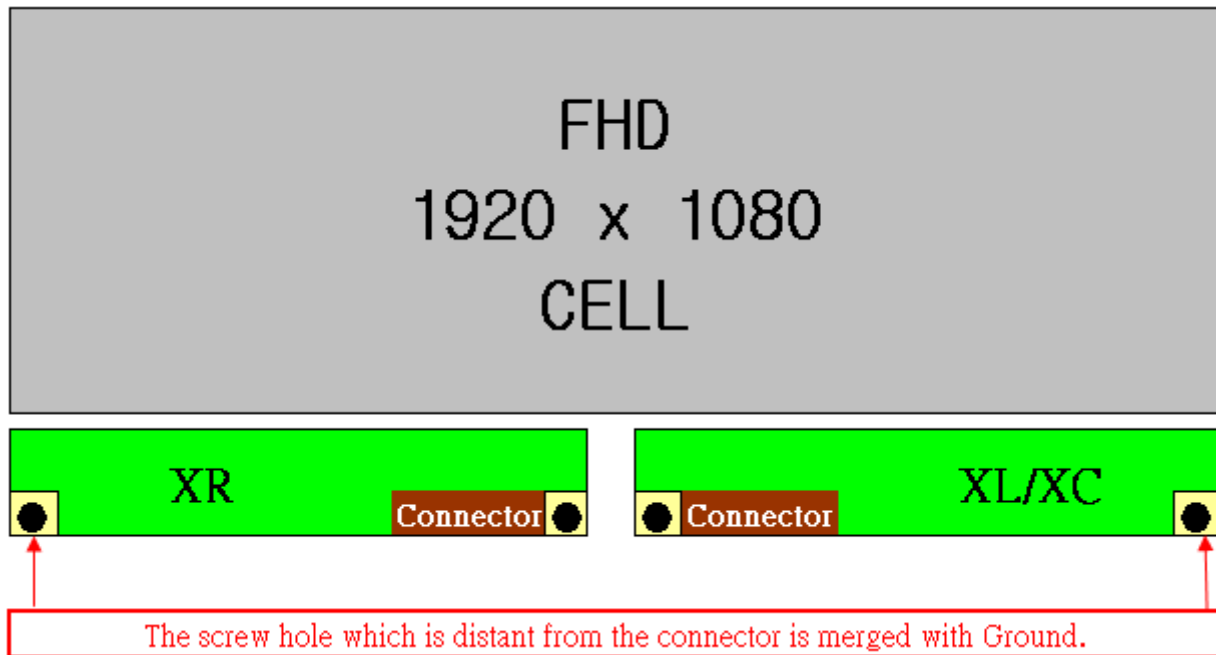 FHD
1920 x 1080
CELL
XR
XL/XC
Connector
Connector
The screw hole which is distant from the connector is merged with Ground.